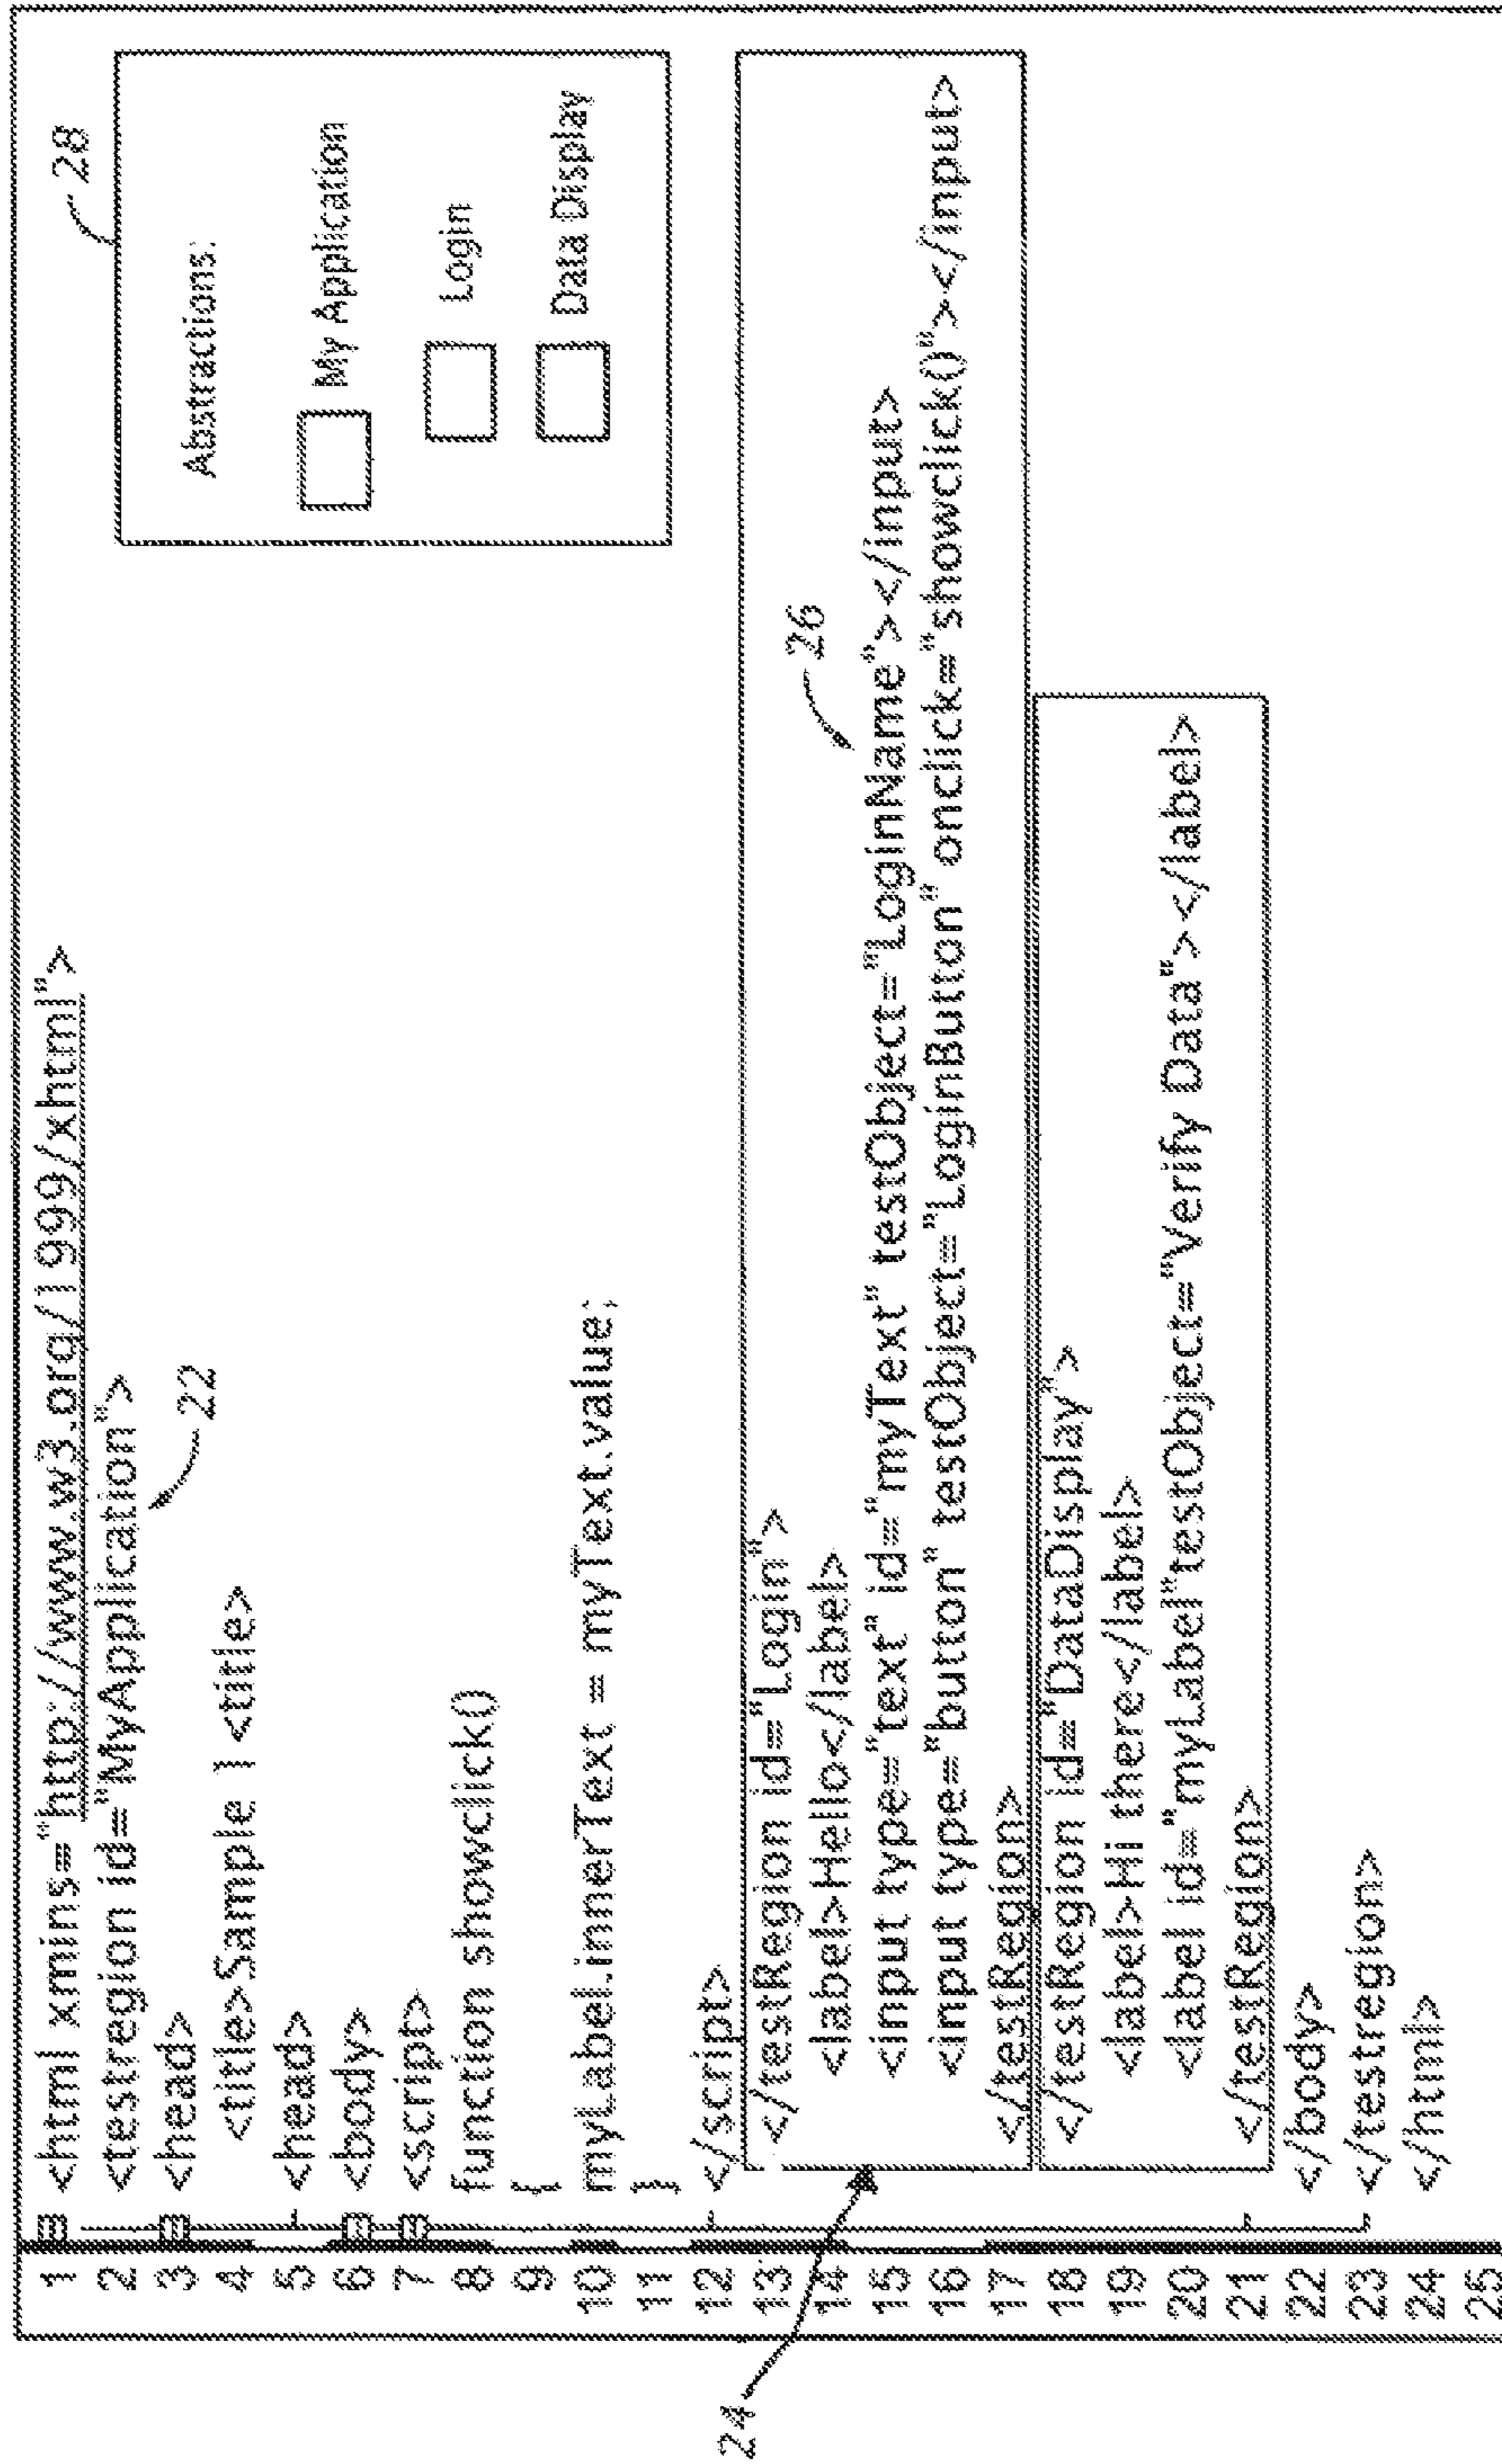 1 <html xmins="http://www.w3.org/1999/xhtml">
2 <testregion id="MyApplication">
22
3 <head>
4 <title>Sample 1 <title>
5 <head>
6 <body>
7 <script>
8 function showclick()
9 {
10 myLabel.innerText = myText.value;
11 }
12 </script>
13 </testRegion id="Login">
14 <label>Hello</label>
15 <input type="text" id="myText" testObject="LoginName"></input>
16 <input type="button" testObject="LoginButton" onclick="showclick()"></input>
17 </testRegion>
18 </testRegion id="DataDisplay">
19 <label>Hi there</label>
20 <label id="myLabel"testObject="Verify Data"></label>
21 </testRegion>
22 </body>
23 </testregion>
24 </html>
25
24
26
28
Abstractions:
My Application
Login
Data Display